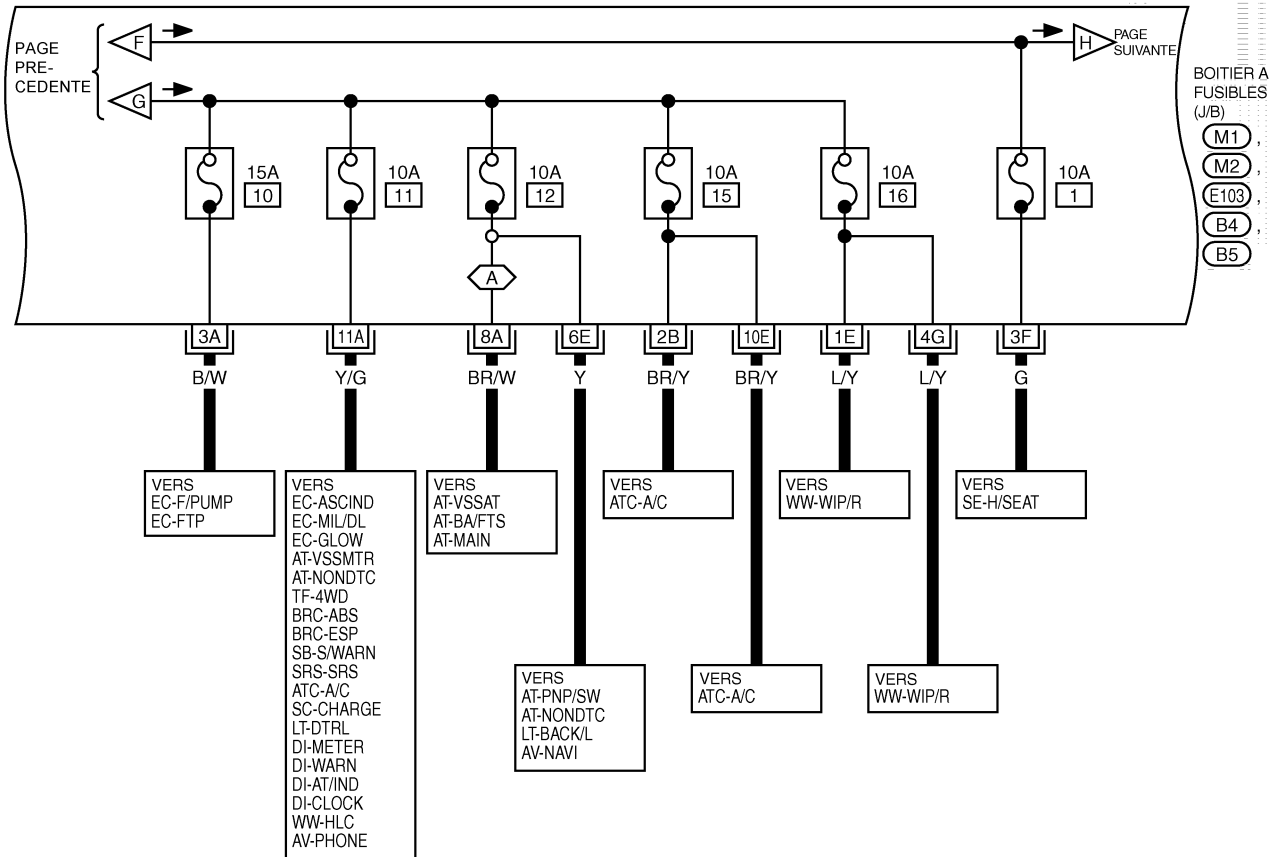 PAGE
PRE-
CEDENTE
F
G
H
PAGE
SUIVANTE
BOITIER A
FUSIBLES
(J/B)
M1 ,
M2 ,
E103 ,
B4 ,
B5
15A
10
10A
11
10A
12
10A
15
10A
16
10A
1
A
3A
11A
8A
6E
2B
10E
1E
4G
3F
B/W
Y/G
BR/W
Y
BR/Y
BR/Y
L/Y
L/Y
G
VERS
EC-F/PUMP
EC-FTP
VERS
EC-ASCIND
EC-MIL/DL
EC-GLOW
AT-VSSMTR
AT-NONDTC
TF-4WD
BRC-ABS
BRC-ESP
SB-S/WARN
SRS-SRS
ATC-A/C
SC-CHARGE
LT-DTRL
DI-METER
DI-WARN
DI-AT/IND
DI-CLOCK
WW-HLC
AV-PHONE
VERS
AT-VSSAT
AT-BA/FTS
AT-MAIN
VERS
AT-PNP/SW
AT-NONDTC
LT-BACK/L
AV-NAVI
VERS
ATC-A/C
VERS
ATC-A/C
VERS
WW-WIP/R
VERS
WW-WIP/R
VERS
SE-H/SEAT